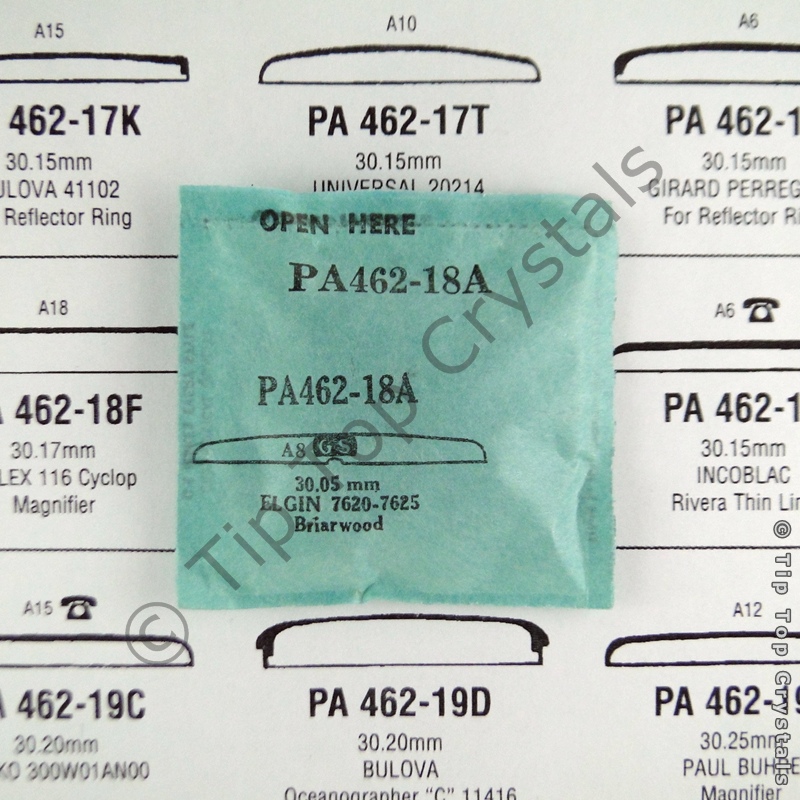 A15
A10
A6
462-17K
PA 462-17T
PA 462-1
30.15mm
30.15mm
30.15mm
ULOVA 41102
UNIVERSAL 20214
GIRARD PERREG
Reflector Ring
For Reflector Ri
OPEN HERE
PA462-18A
A18
A6
PA462-18A
A 462-18F
PA 462-1
30.17mm
30.15mm
A8 GS
LEX 116 Cyclop
INCOBLAC
30.05 mm
Magnifier
Rivera Thin Lin
ELGIN 7620-7625
Briarwood
A15
A12
A 462-19C
PA 462-19D
PA 462-19
30.20mm
30.20mm
30.25mm
KO 300W01AN00
BULOVA
PAUL BUHRE
Oceanographer "C" 11416
Magnifier
© Tip Top Crystals
© Tip Top Crystals